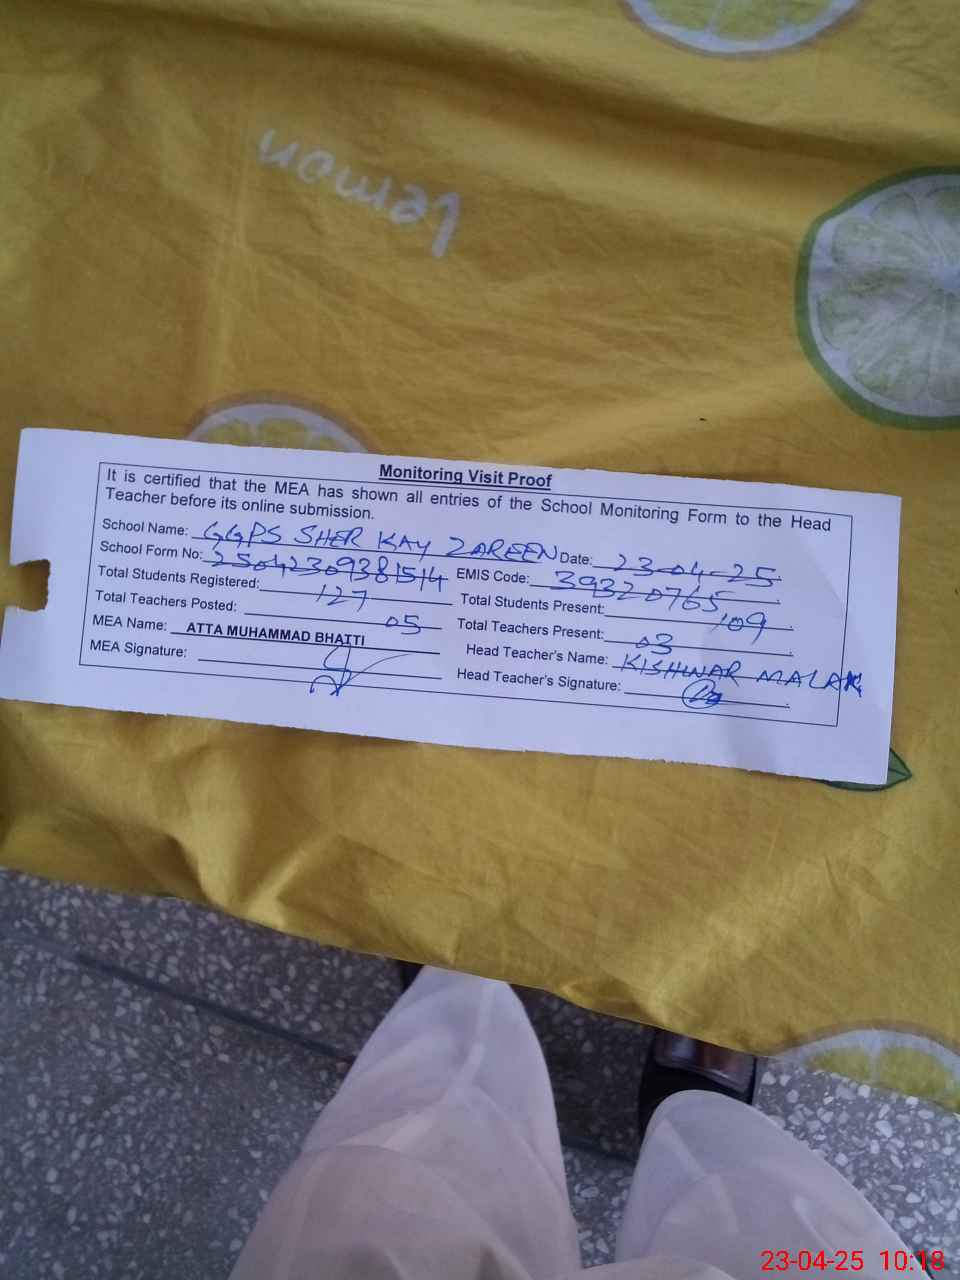 Lemon
Monitoring Visit Proof
It is certified that the MEA has shown all entries of the School Monitoring Form to the Head
Teacher before its online submission.
School Name: GGPS SHER KAY ZAREEN Date: 23-04-25
School Form No: 25042309381514 EMIS Code: 39320765
Total Students Registered: 127 Total Students Present: 109
Total Teachers Posted: 05 Total Teachers Present: 03
MEA Name: ATTA MUHAMMAD BHATTI Head Teacher's Name: KISHWAR MALAK
MEA Signature: Head Teacher's Signature:
23-04-25 10:18